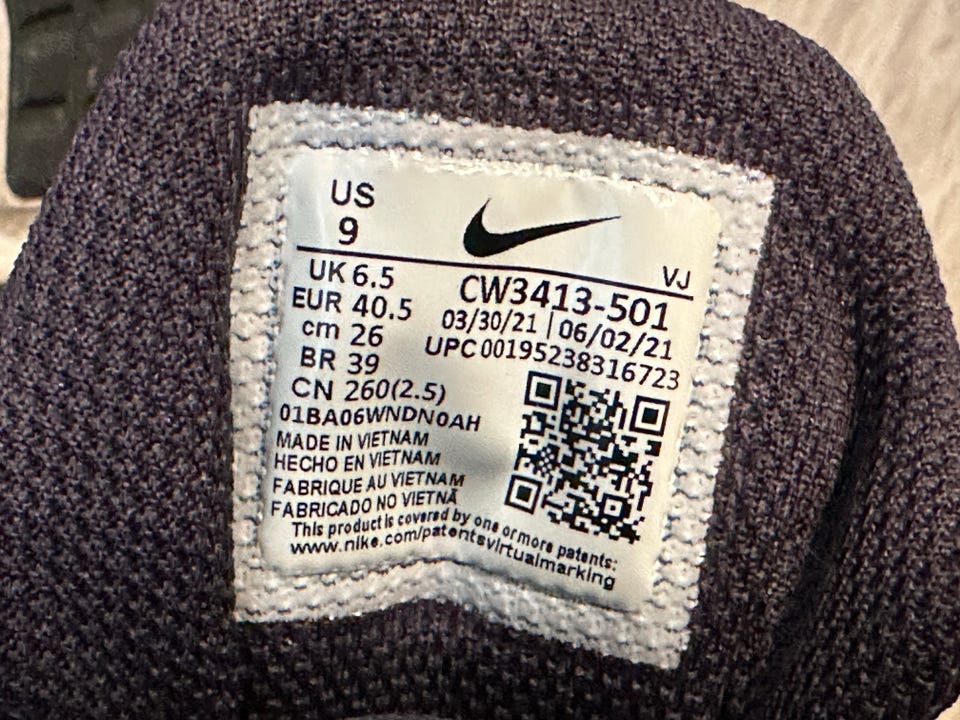 US
9
VJ
UK 6.5
EUR 40.5
cm 26
BR 39
CN 260(2.5)
CW3413-501
03/30/21 | 06/02/21
UPC 00195238316723
01BA06WNDN0AH
MADE IN VIETNAM
HECHO EN VIETNAM
FABRIQUE AU VIETNAM
FABRICADO NO VIETNÃ
This product is covered by one or more patents:
www.nike.com/patentsvirtualmarking